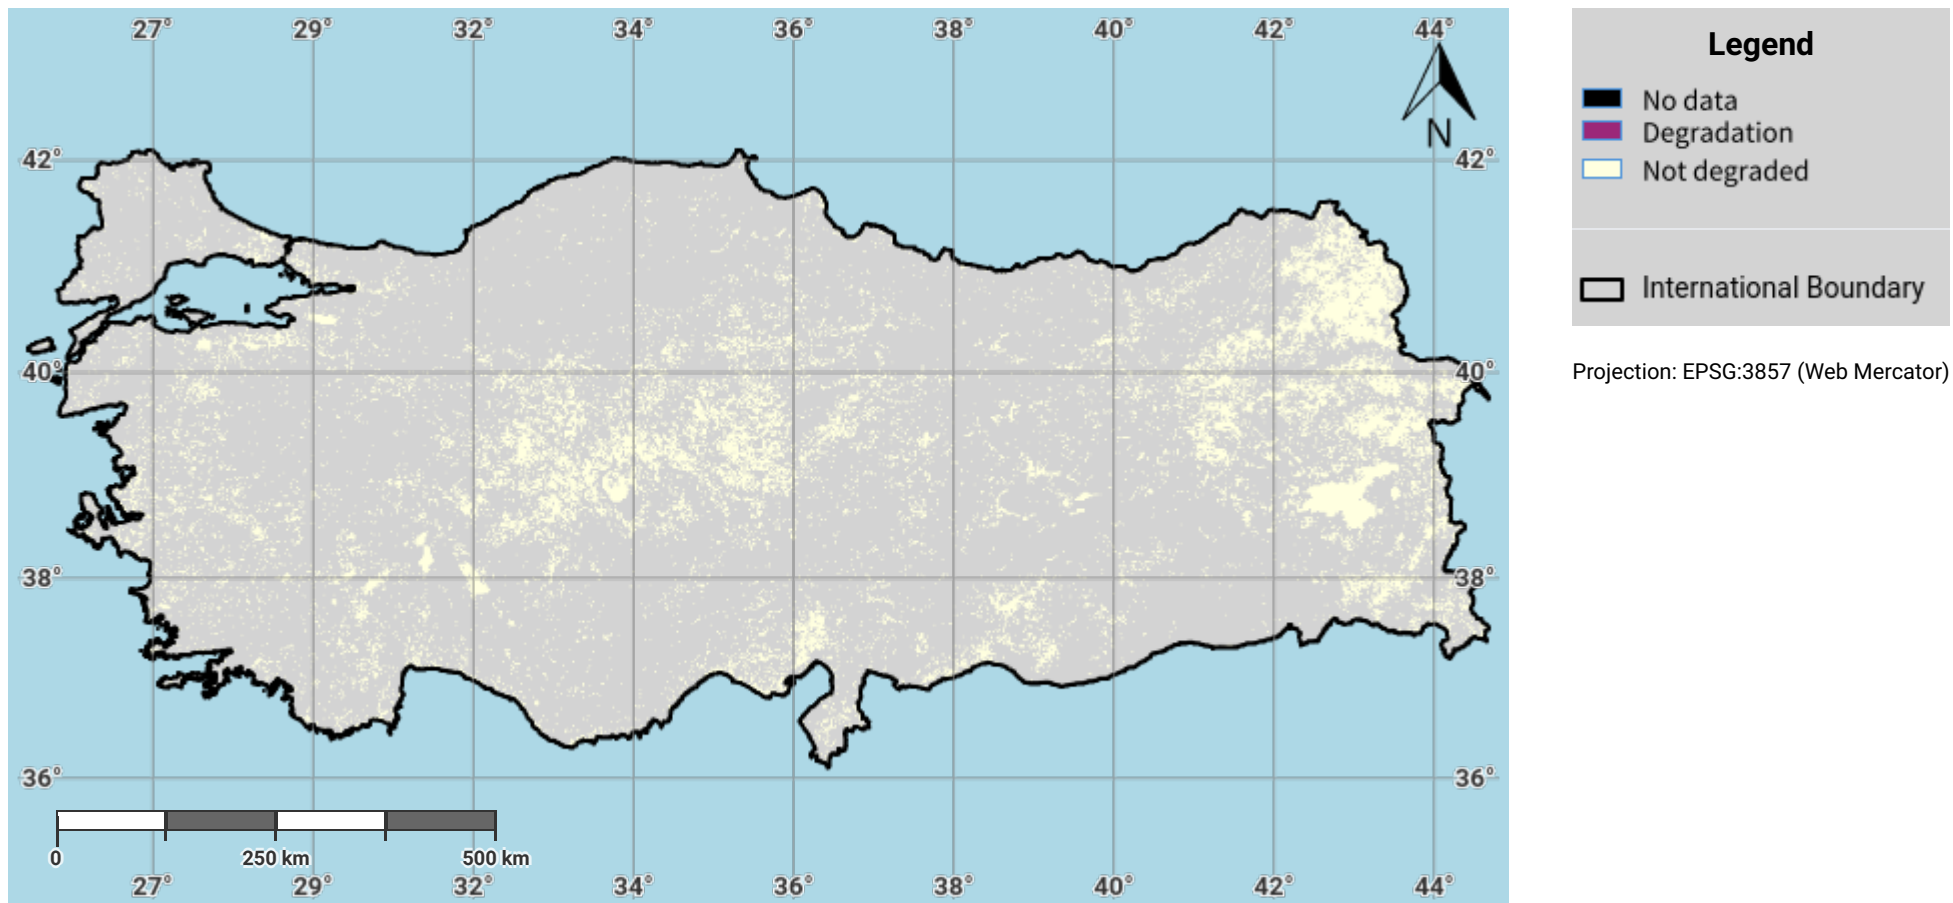 27° 29° 32° 34° 36° 38° 40° 42° 44°
N
42° 42°
40° 40°
38° 38°
36° 36°
0 250 km 500 km
27° 29° 32° 34° 36° 38° 40° 42° 44°
Legend
No data
Degradation
Not degraded
International Boundary
Projection: EPSG:3857 (Web Mercator)